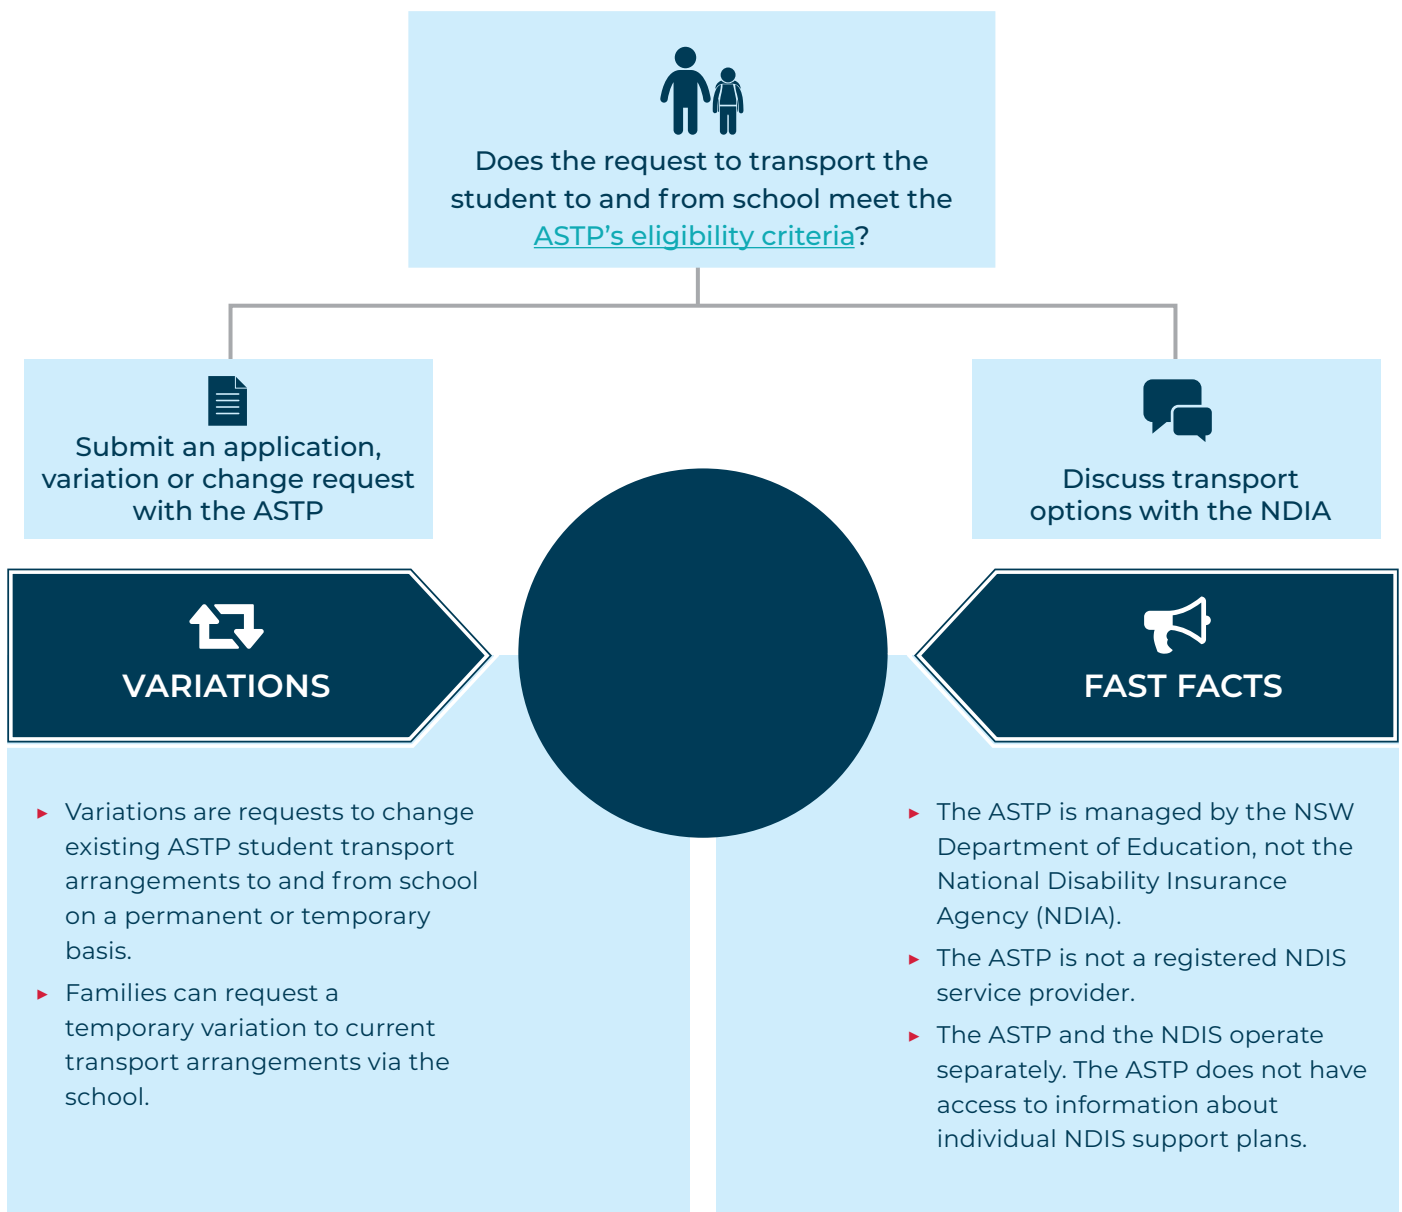 Does the request to transport the
student to and from school meet the
ASTP’s eligibility criteria?
Submit an application,
variation or change request
with the ASTP
Discuss transport
options with the NDIA
VARIATIONS
▸ Variations are requests to change
existing ASTP student transport
arrangements to and from school
on a permanent or temporary
basis.
▸ Families can request a
temporary variation to current
transport arrangements via the
school.
FAST FACTS
▸ The ASTP is managed by the NSW
Department of Education, not the
National Disability Insurance
Agency (NDIA).
▸ The ASTP is not a registered NDIS
service provider.
▸ The ASTP and the NDIS operate
separately. The ASTP does not have
access to information about
individual NDIS support plans.